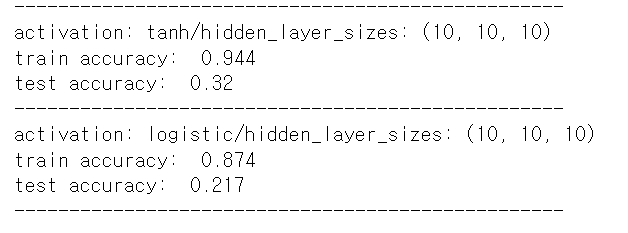 --------------------------------------------------
activation: tanh/hidden_layer_sizes: (10, 10, 10)
train accuracy:  0.944
test accuracy:  0.32
--------------------------------------------------
activation: logistic/hidden_layer_sizes: (10, 10, 10)
train accuracy:  0.874
test accuracy:  0.217
--------------------------------------------------